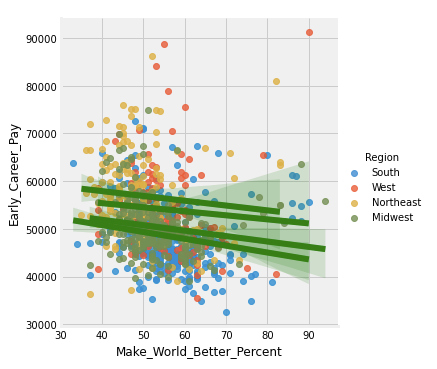 90000
80000
70000
60000
50000
40000
30000
Early_Career_Pay
30 40 50 60 70 80 90
Make_World_Better_Percent
Region
South
West
Northeast
Midwest